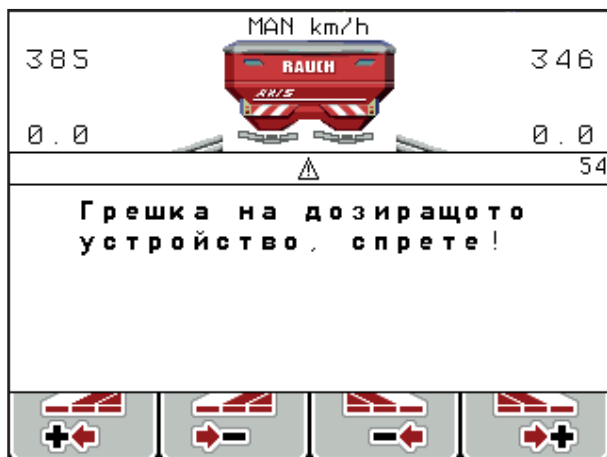 MAN km/h
385
346
RAUCH
AXIS
0.0
0.0
54
Грешка на дозиращото
устройство, спрете!